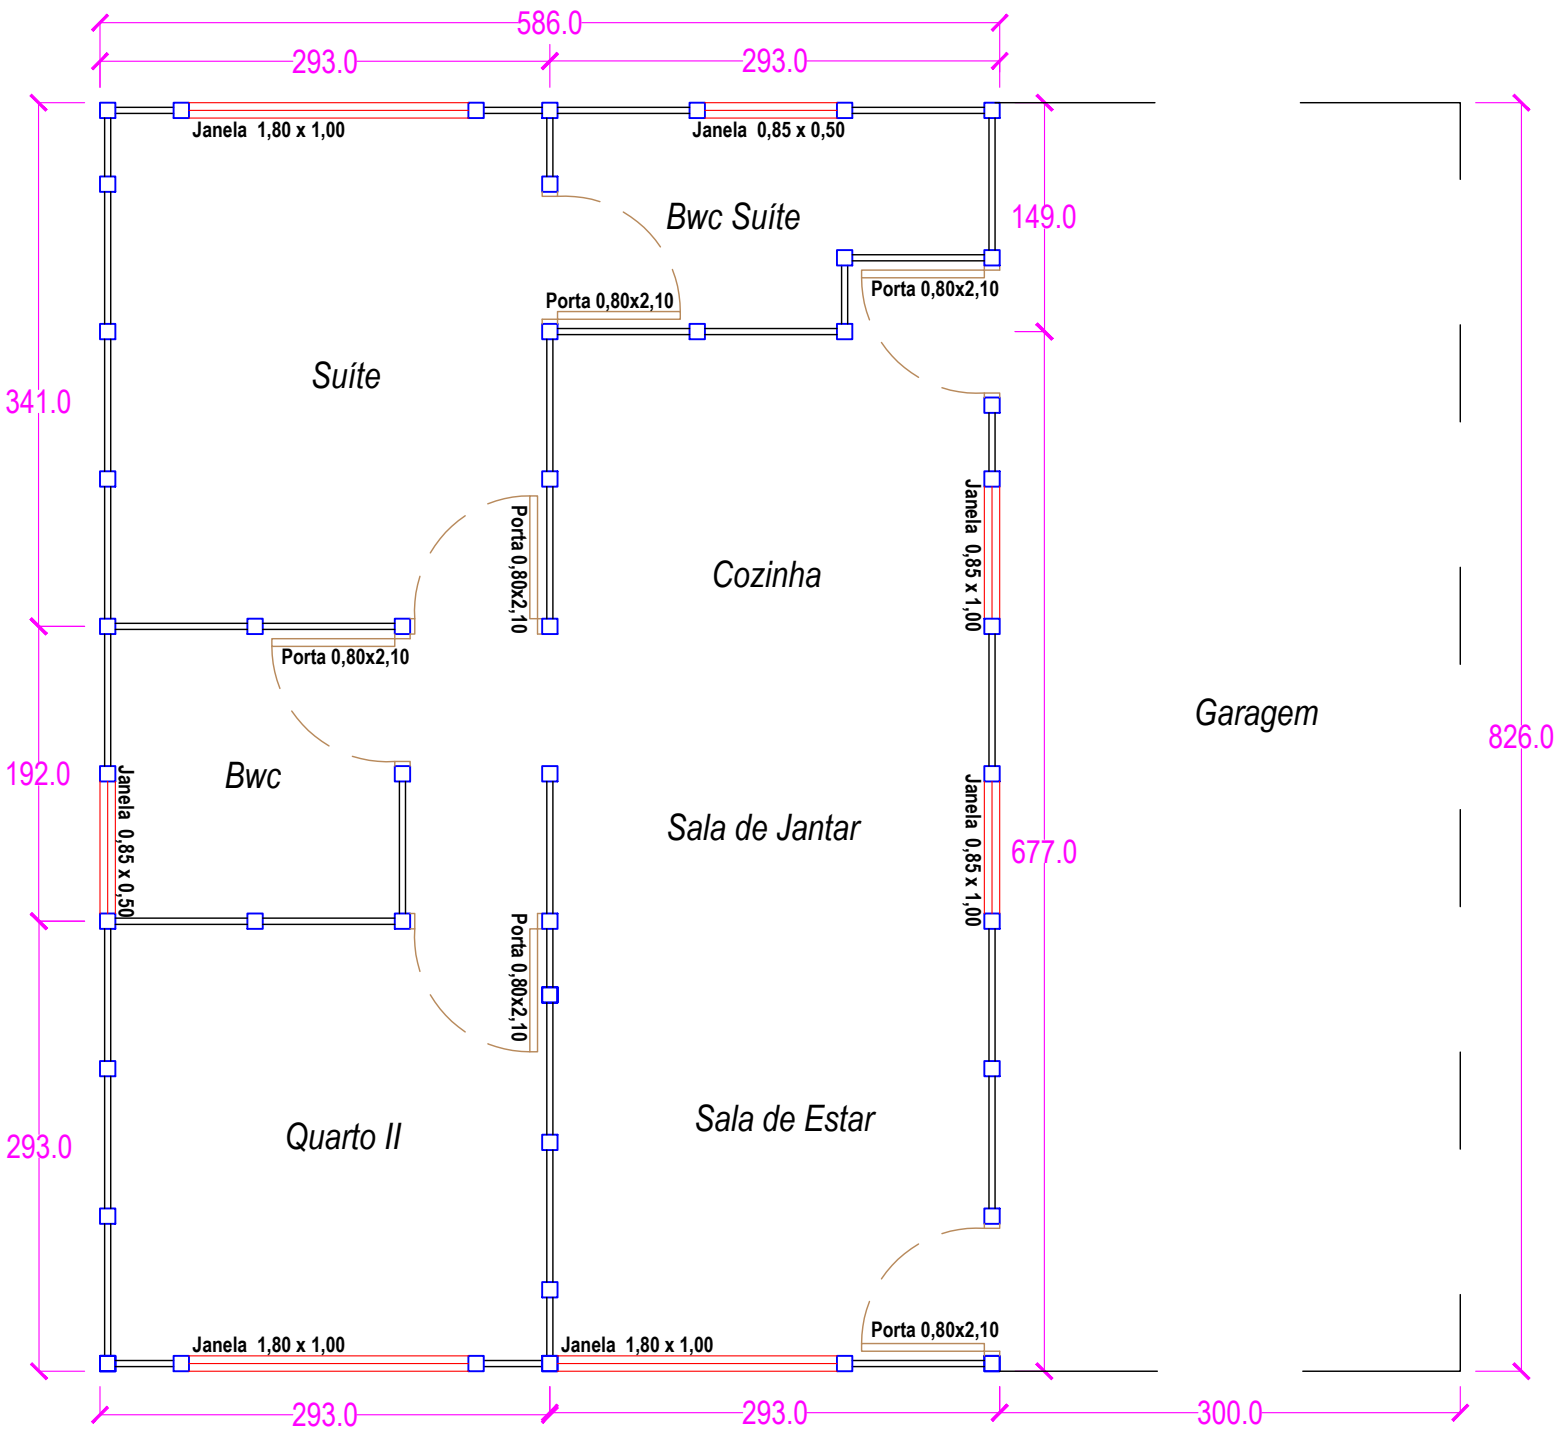 586.0
293.0
293.0
Janela 1,80 x 1,00
Janela 0,85 x 0,50
Bwc Suíte
149.0
Porta 0,80x2,10
Porta 0,80x2,10
Suíte
341.0
Janela 0,85 x 1,00
Porta 0,80x2,10
Cozinha
Porta 0,80x2,10
Garagem
826.0
192.0
Bwc
Janela 0,85 x 0,50
Sala de Jantar
Janela 0,85 x 1,00
677.0
Porta 0,80x2,10
Sala de Estar
Quarto II
293.0
Porta 0,80x2,10
Janela 1,80 x 1,00
Janela 1,80 x 1,00
293.0
293.0
300.0